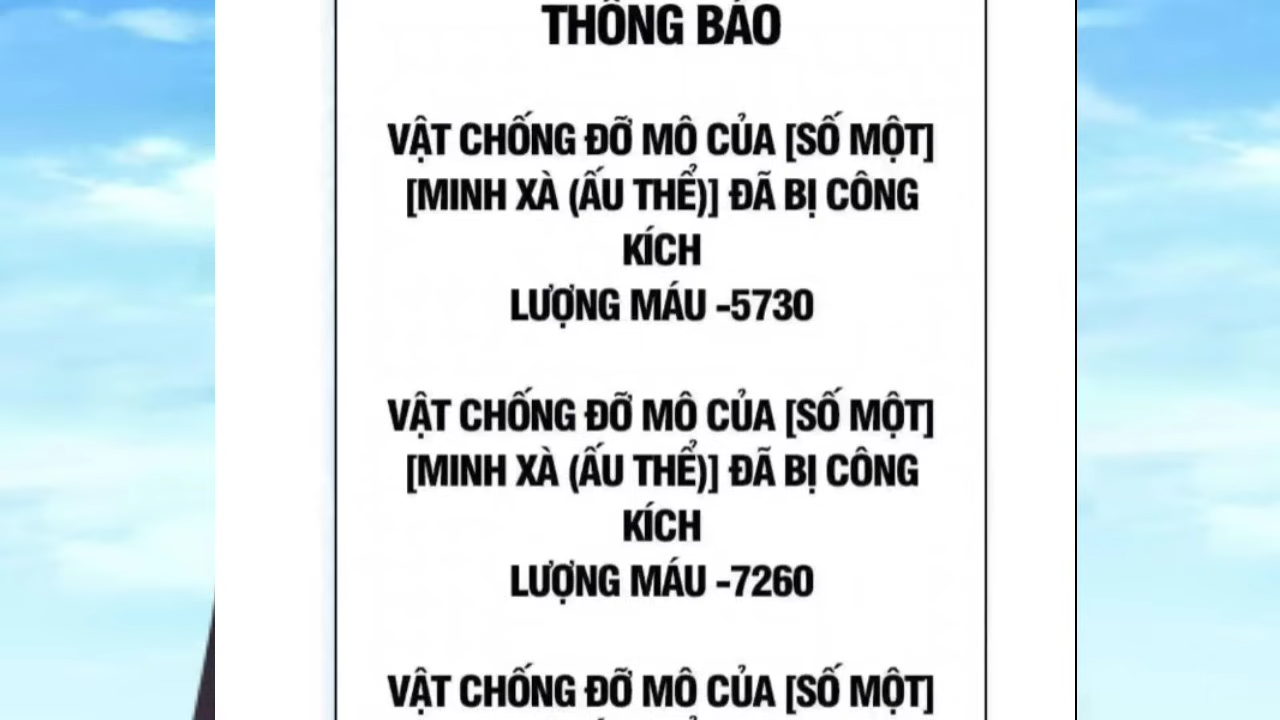 THÔNG BÁO
VẬT CHỐNG ĐỠ MÔ CỦA [SỐ MỘT]
[MINH XÀ (ẤU THỂ)] ĐÃ BỊ CÔNG
KÍCH
LƯỢNG MÁU -5730
VẬT CHỐNG ĐỠ MÔ CỦA [SỐ MỘT]
[MINH XÀ (ẤU THỂ)] ĐÃ BỊ CÔNG
KÍCH
LƯỢNG MÁU -7260
VẬT CHỐNG ĐỠ MÔ CỦA [SỐ MỘT]